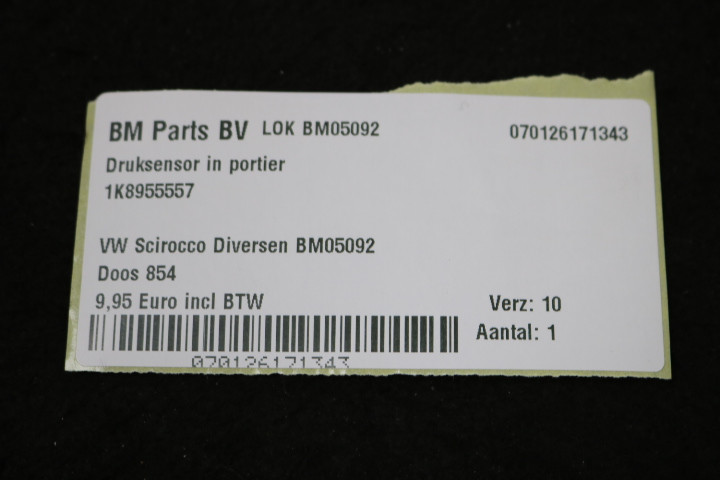 BM Parts BV LOK BM05092 070126171343
Druksensor in portier
1K8955557
VW Scirocco Diversen BM05092
Doos 854
9,95 Euro incl BTW Verz: 10
Aantal: 1
070126171343